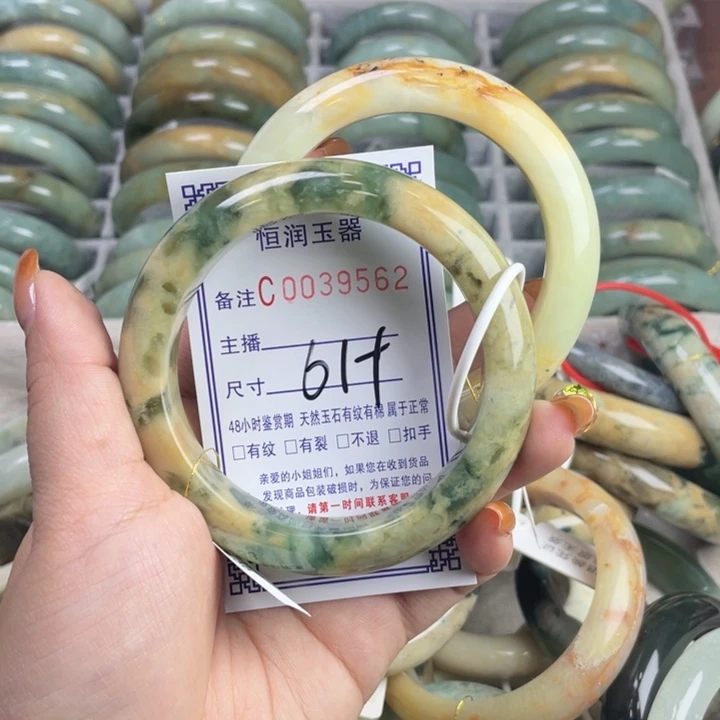 恒润玉器
备注C0039562
主播
尺寸 61+
48小时鉴赏期 天然玉石有纹有棉属于正常
□有纹 □有裂 □不退 □扣手
亲爱的小姐姐们，如果您在收到货品
发现商品包装破损时，为保证您的问
请第一时间联系客服